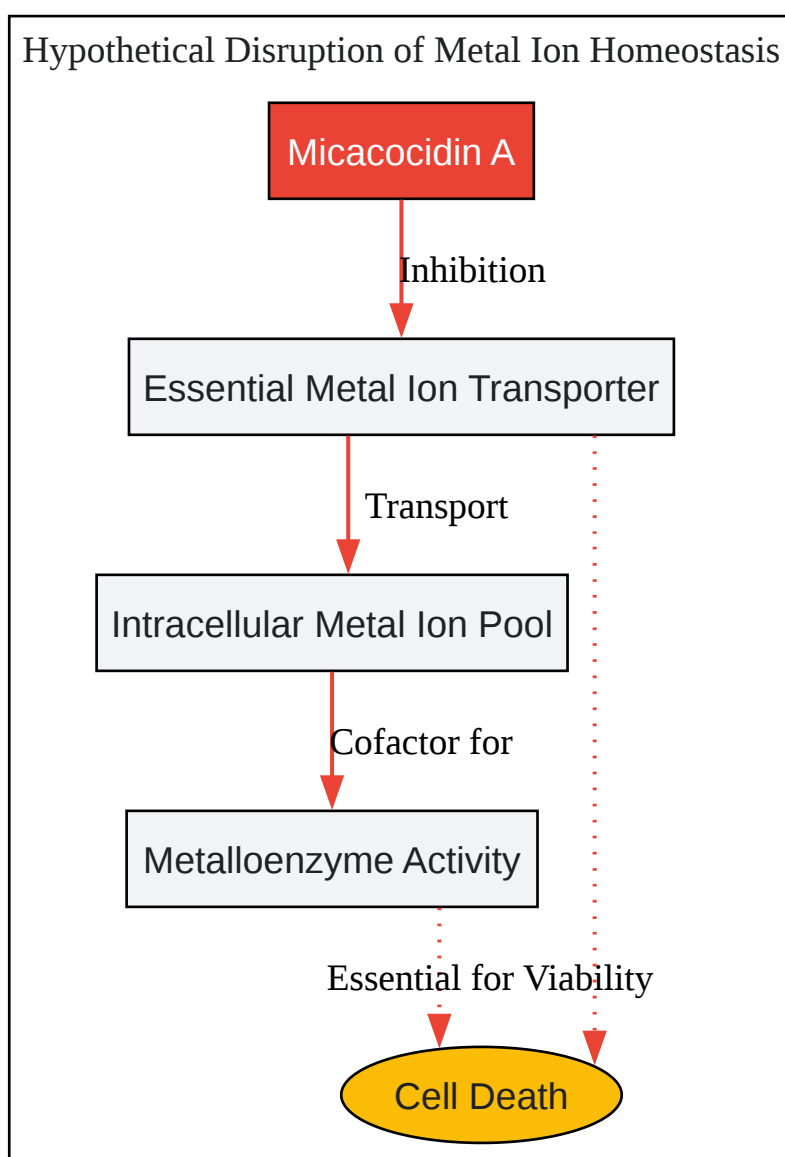 Hypothetical Disruption of Metal Ion Homeostasis
Micacocidin A
Inhibition
Essential Metal Ion Transporter
Transport
Intracellular Metal Ion Pool
Cofactor for
Metalloenzyme Activity
Essential for Viability
Cell Death